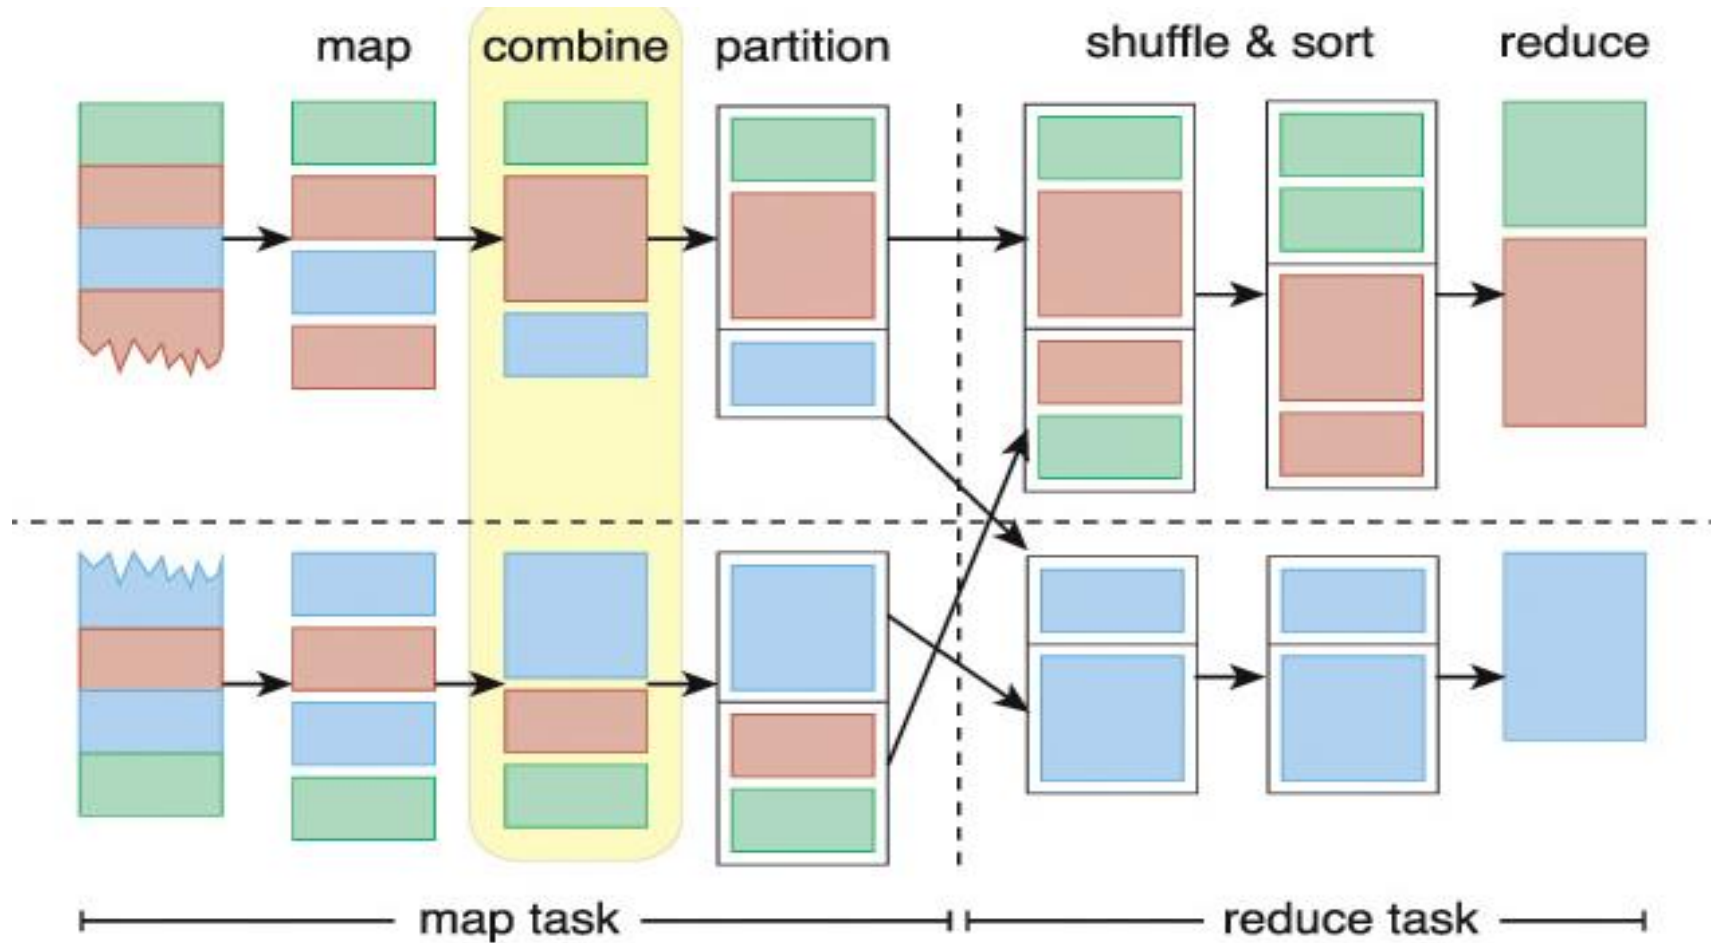 map combine partition shuffle & sort reduce
map task reduce task